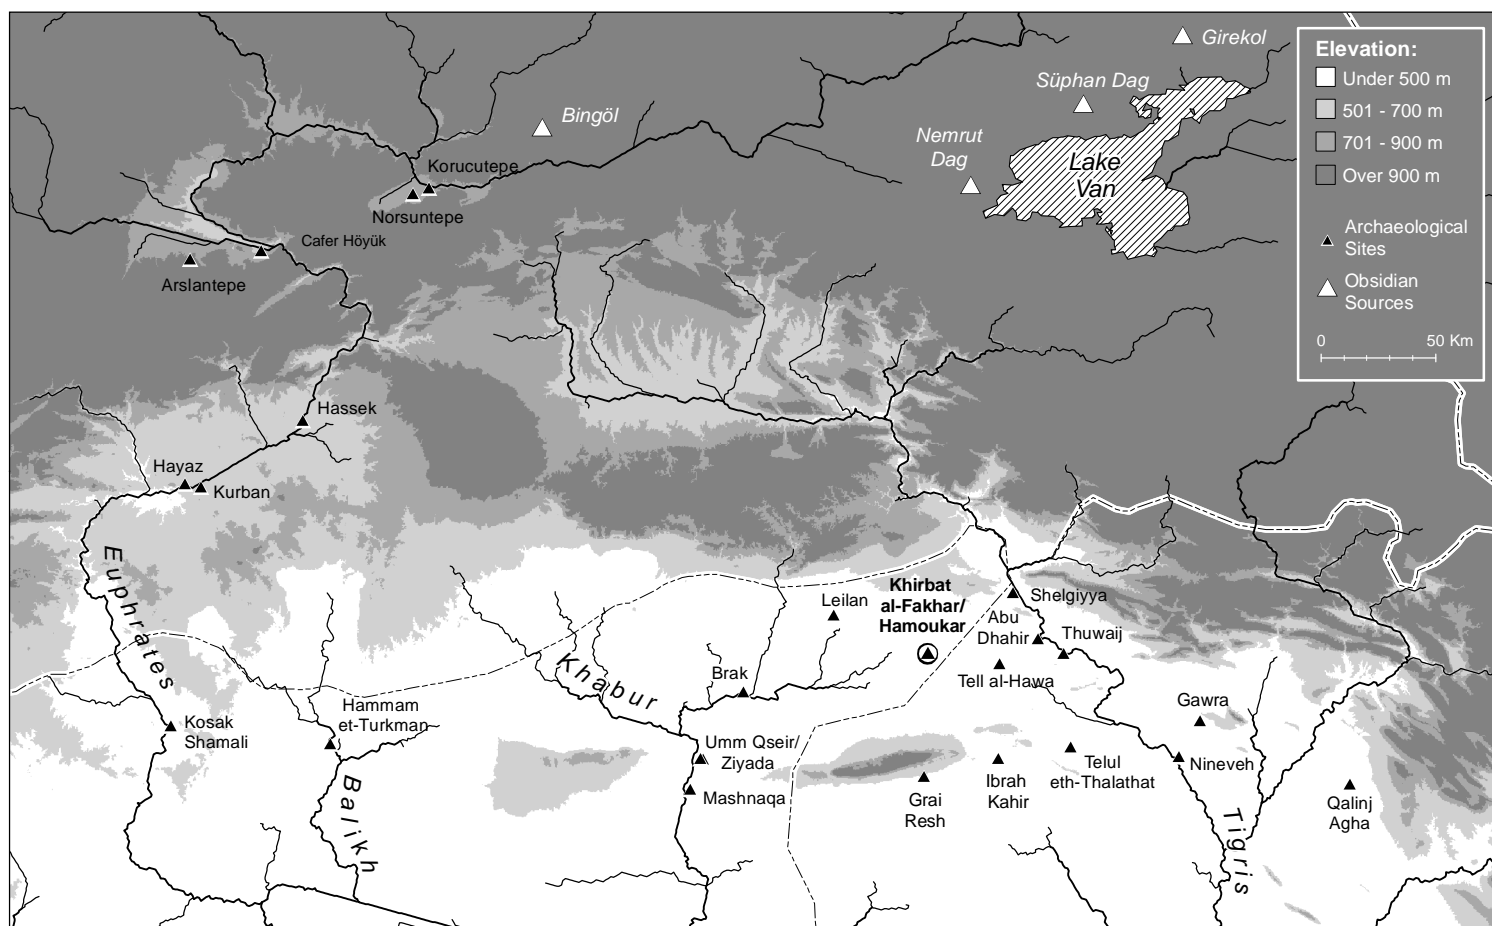 Girekol
Süphan Dag
Bingöl
Nemrut
Dag
Lake
Van
Elevation:
Under 500 m
501 - 700 m
701 - 900 m
Over 900 m
Archaeological
Sites
Obsidian
Sources
0
50 Km
Korucutepe
Norsuntepe
Cafer Höyük
Arslantepe
Hassek
Hayaz
Kurban
Euphrates
Khirbat
al-Fakhar/
Hamoukar
Leilan
Shelgiyya
Abu
Dhahir
Thuwaij
Khabur
Brak
Tell al-Hawa
Gawra
Kosak
Shamali
Hammam
et-Turkman
Umm Qseir/
Ziyada
Mashnaqa
Balikh
Grai
Resh
Ibrah
Kahir
Telul
eth-Thalathat
Nineveh
Tigris
Qalinj
Agha